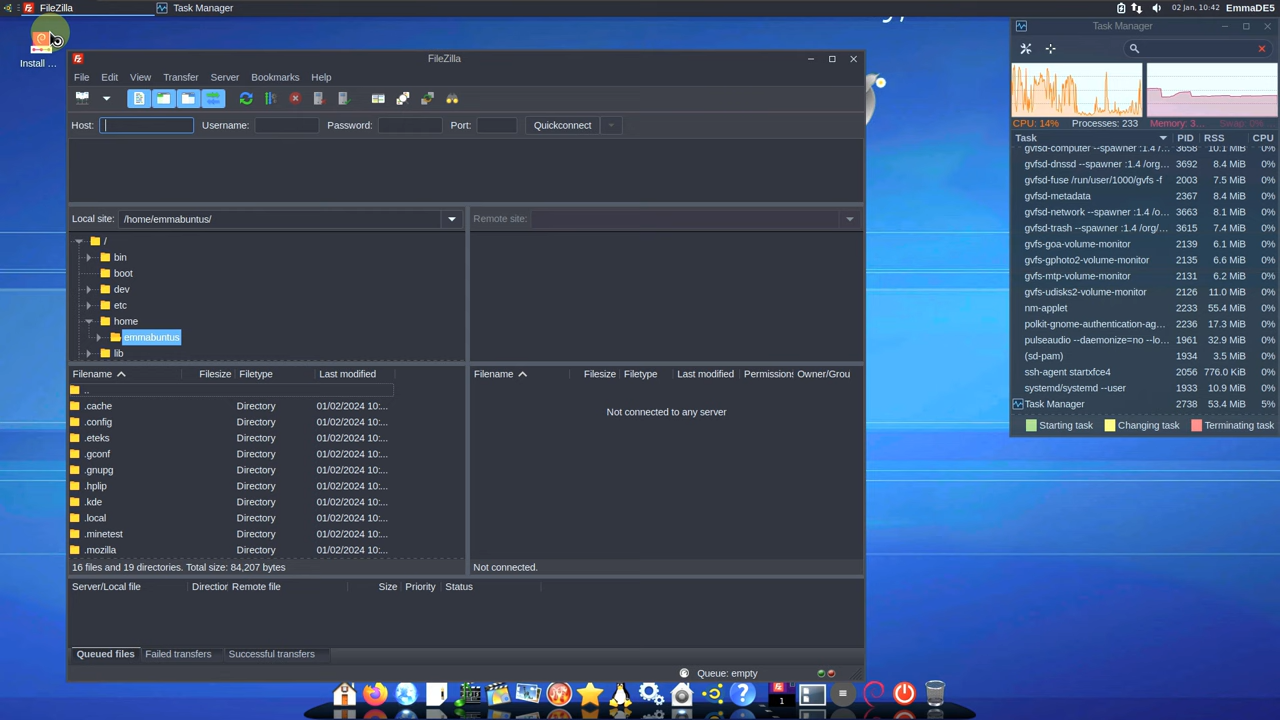 FileZilla Task Manager 02 Jan, 10:42 EmmaDE5
Install ...
FileZilla
File Edit View Transfer Server Bookmarks Help
Host: Username: Password: Port: Quickconnect
Local site: /home/emmabuntus/
Remote site:
/
bin
boot
dev
etc
home
emmabuntus
lib
Filename Filesize Filetype Last modified
..
.cache Directory 01/02/2024 10:...
.config Directory 01/02/2024 10:...
.eteks Directory 01/02/2024 10:...
.gconf Directory 01/02/2024 10:...
.gnupg Directory 01/02/2024 10:...
.hplip Directory 01/02/2024 10:...
.kde Directory 01/02/2024 10:...
.local Directory 01/02/2024 10:...
.minetest Directory 01/02/2024 10:...
.mozilla Directory 01/02/2024 10:...
16 files and 19 directories. Total size: 84,207 bytes
Filename Filesize Filetype Last modified Permissions Owner/Grou
Not connected to any server
Not connected.
Server/Local file Direction Remote file Size Priority Status
Queued files Failed transfers Successful transfers
Queue: empty
1
Task Manager
CPU: 14% Processes: 233 Memory: 3... Swap: 0%
Task PID RSS CPU
gvfsd-computer --spawner :1.4 /... 3658 10.1 MiB 0%
gvfsd-dnssd --spawner :1.4 /org... 3692 8.4 MiB 0%
gvfsd-fuse /run/user/1000/gvfs -f 2003 7.5 MiB 0%
gvfsd-metadata 2367 8.4 MiB 0%
gvfsd-network --spawner :1.4 /o... 3663 8.1 MiB 0%
gvfsd-trash --spawner :1.4 /org/... 3615 7.4 MiB 0%
gvfs-goa-volume-monitor 2139 6.1 MiB 0%
gvfs-gphoto2-volume-monitor 2135 6.6 MiB 0%
gvfs-mtp-volume-monitor 2131 6.2 MiB 0%
gvfs-udisks2-volume-monitor 2126 11.0 MiB 0%
nm-applet 2233 55.4 MiB 0%
polkit-gnome-authentication-ag... 2236 17.3 MiB 0%
pulseaudio --daemonize=no --lo... 1961 32.9 MiB 0%
(sd-pam) 1934 3.5 MiB 0%
ssh-agent startxfce4 2056 776.0 KiB 0%
systemd/systemd --user 1933 10.9 MiB 0%
Task Manager 2738 53.4 MiB 5%
Starting task Changing task Terminating task